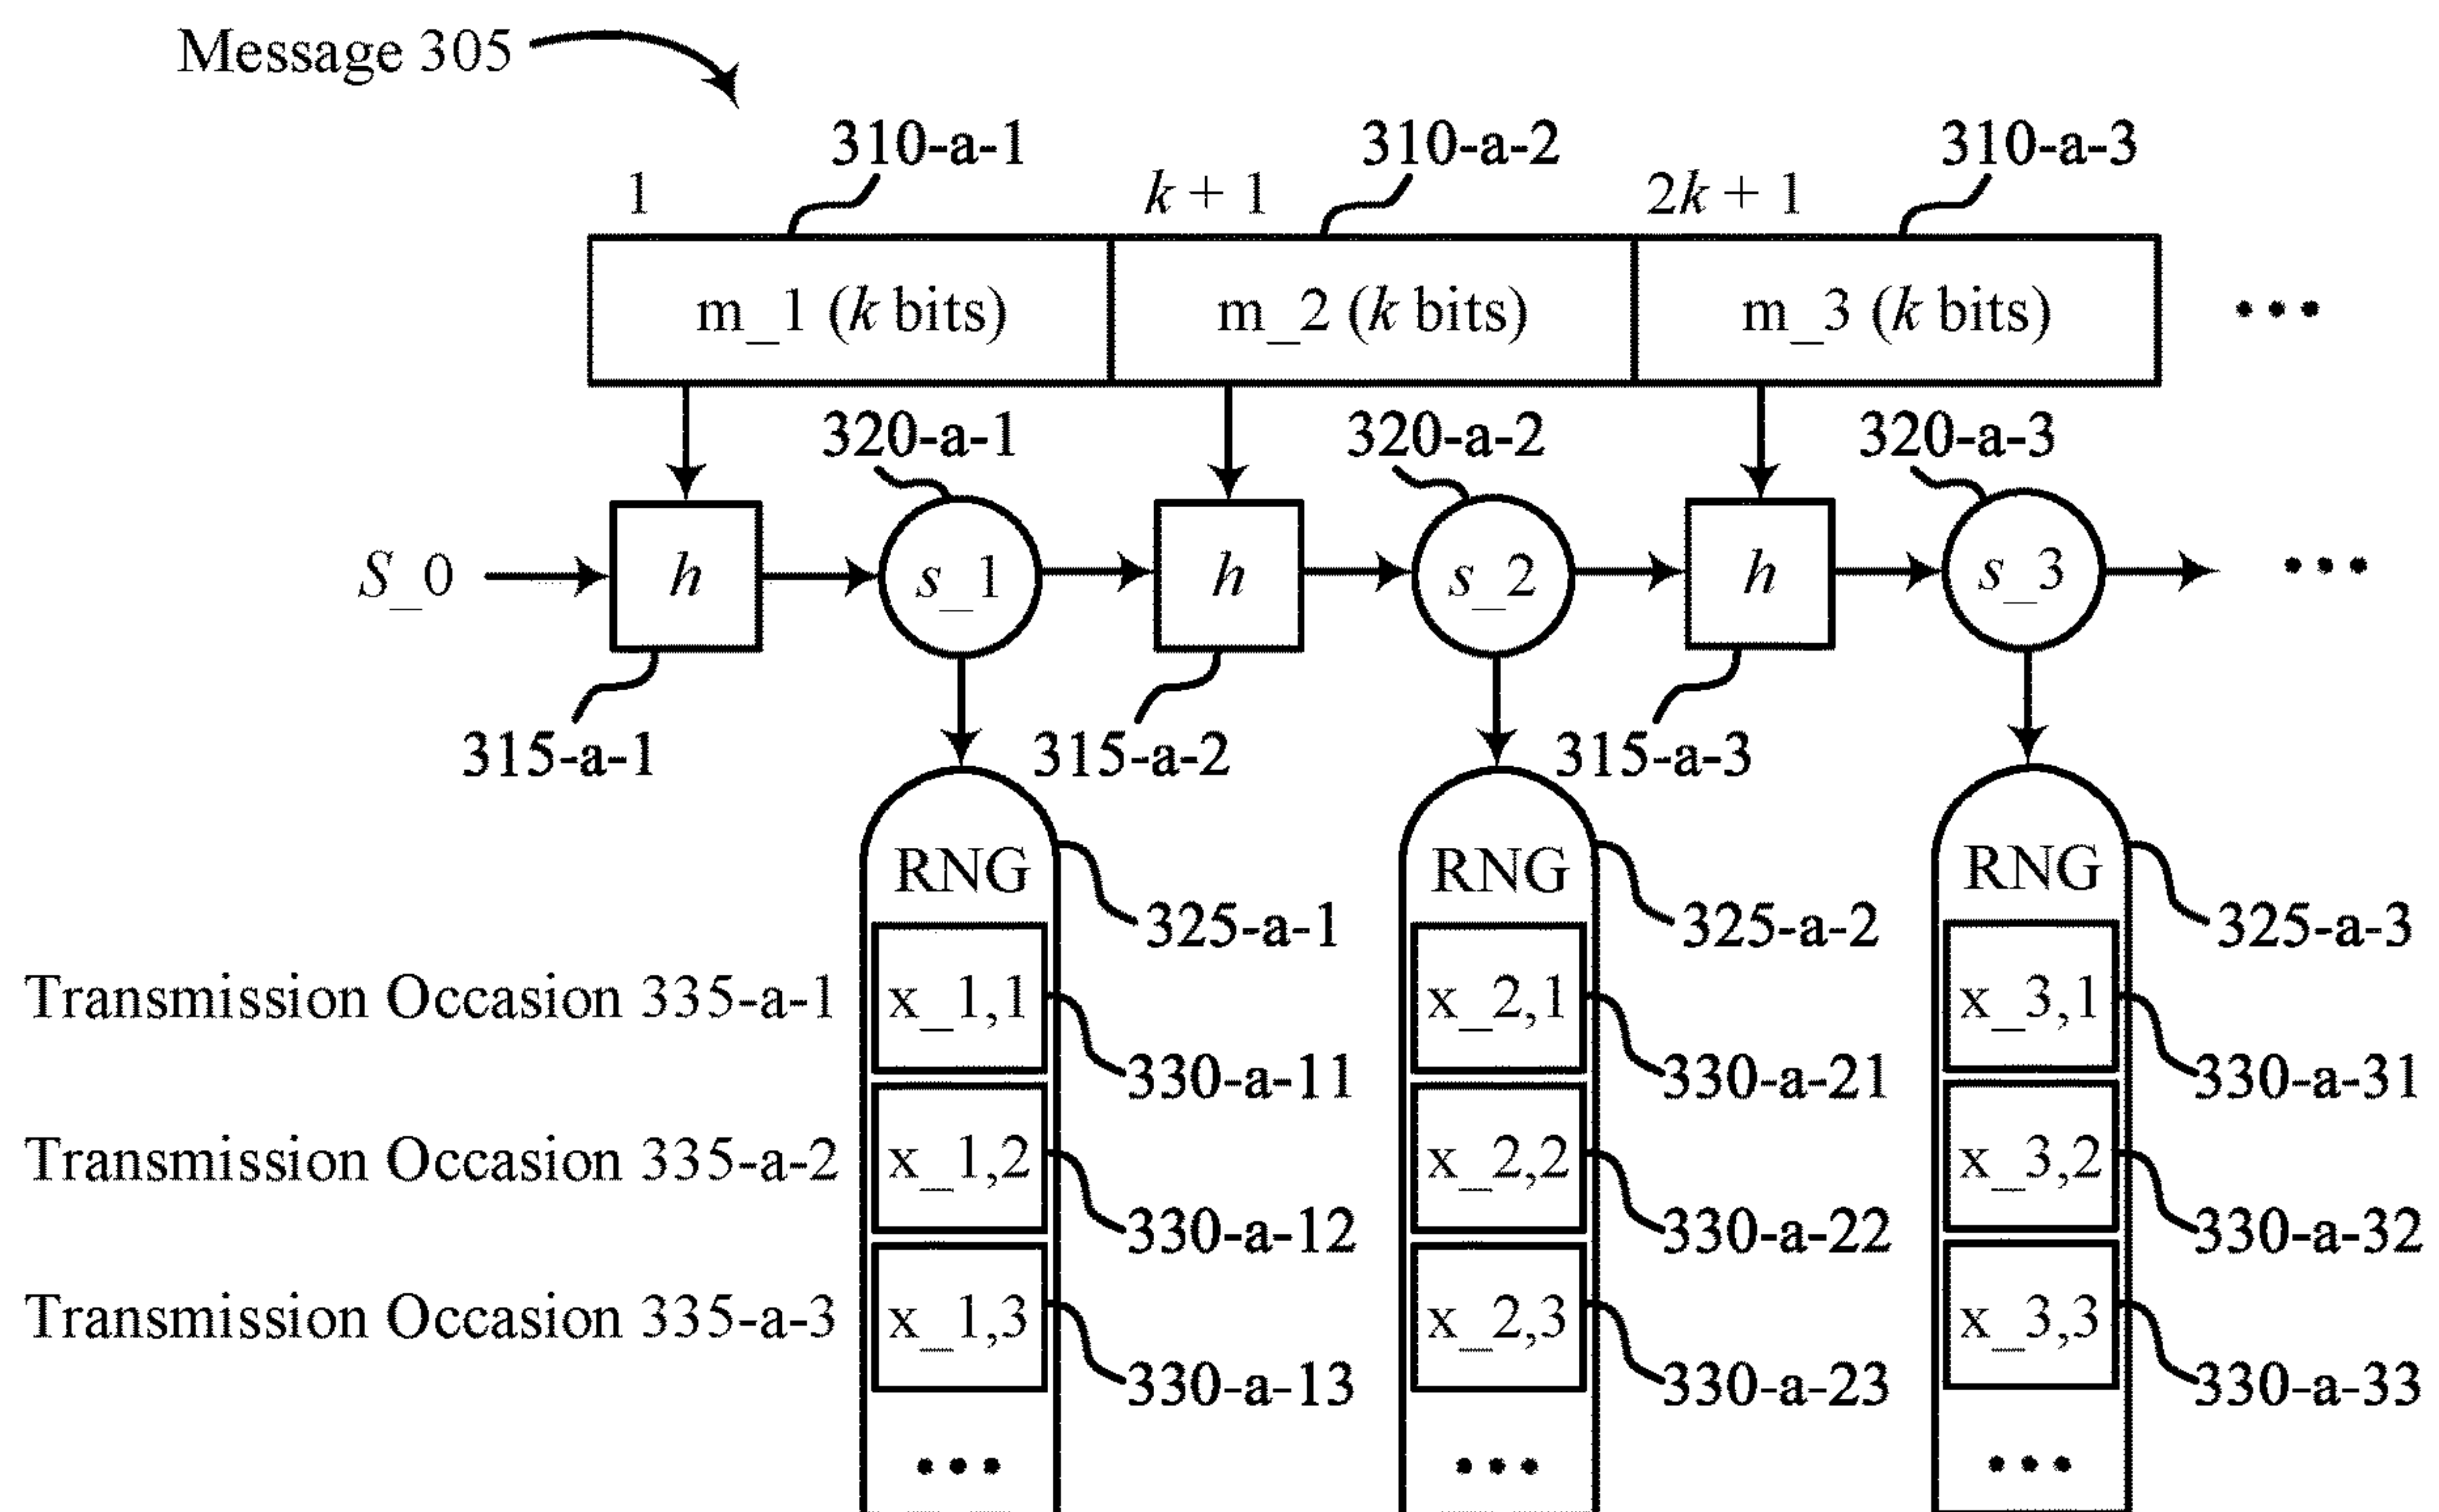 Message 305
310-a-1 310-a-2 310-a-3
1 k + 1 2k + 1
m_1 (k bits) m_2 (k bits) m_3 (k bits) •••
320-a-1 320-a-2 320-a-3
S_0 h s_1 h s_2 h s_3 •••
315-a-1 315-a-2 315-a-3
RNG RNG RNG
325-a-1 325-a-2 325-a-3
Transmission Occasion 335-a-1 x_1,1 x_2,1 x_3,1
330-a-11 330-a-21 330-a-31
Transmission Occasion 335-a-2 x_1,2 x_2,2 x_3,2
330-a-12 330-a-22 330-a-32
Transmission Occasion 335-a-3 x_1,3 x_2,3 x_3,3
330-a-13 330-a-23 330-a-33
••• ••• •••